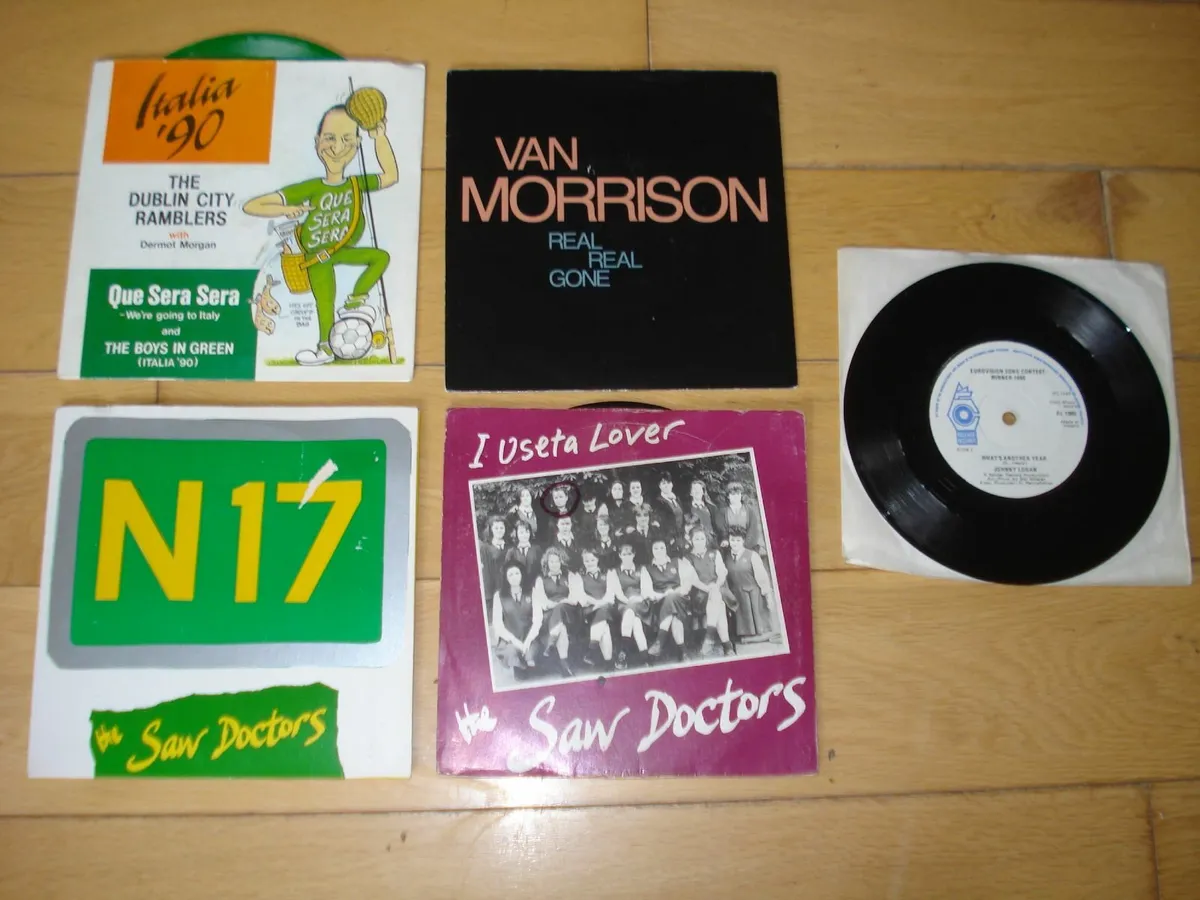 Italia
'90
THE
DUBLIN CITY
RAMBLERS
with
Dermot Morgan
QUE
SERA
SERA
Que Sera Sera
- We're going to Italy
and
THE BOYS IN GREEN
(ITALIA '90)
VAN
MORRISON
REAL
REAL
GONE
N17
the Saw Doctors
I Useta Lover
the Saw Doctors
EUROVISION SONG CONTEST
WINNER 1980
WHAT'S ANOTHER YEAR
JOHNNY LOGAN